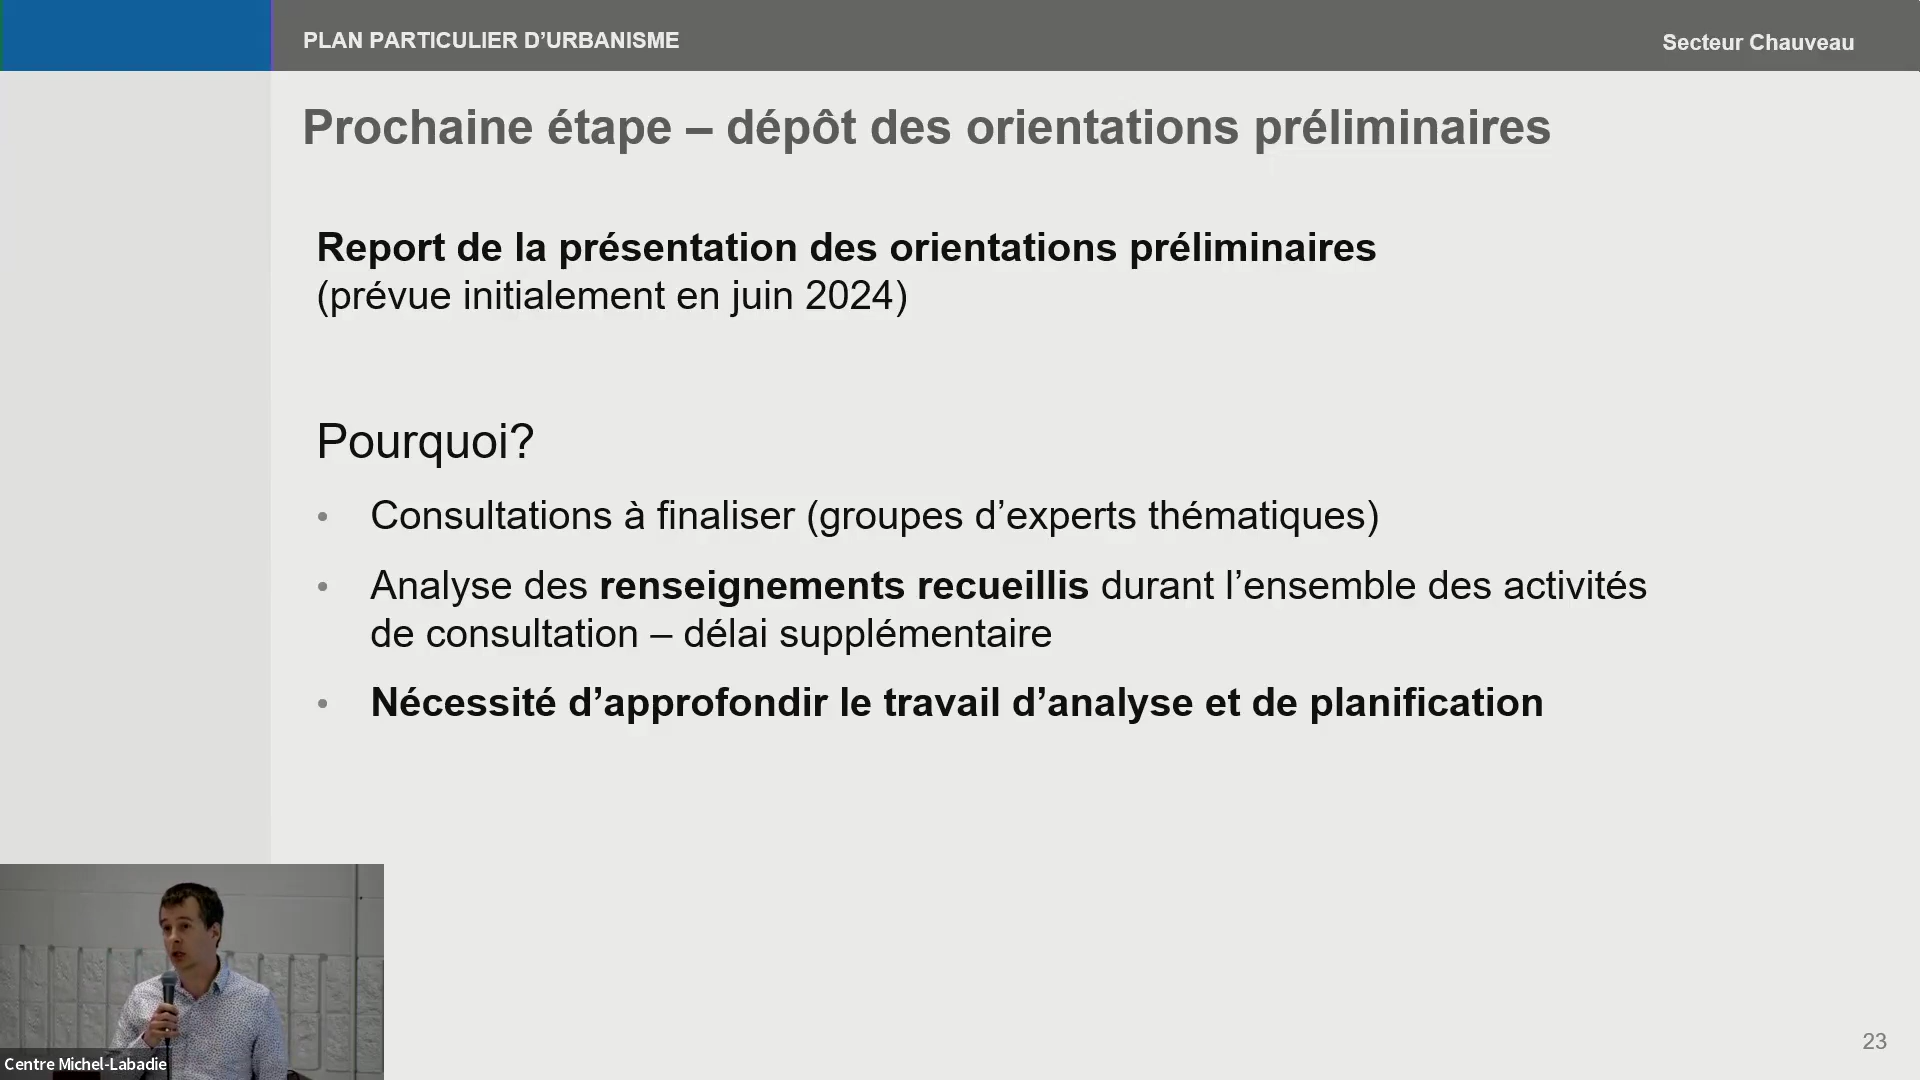 PLAN PARTICULIER D’URBANISME
Secteur Chauveau
Prochaine étape – dépôt des orientations préliminaires
Report de la présentation des orientations préliminaires
(prévue initialement en juin 2024)
Pourquoi?
• Consultations à finaliser (groupes d’experts thématiques)
• Analyse des renseignements recueillis durant l’ensemble des activités
de consultation – délai supplémentaire
• Nécessité d’approfondir le travail d’analyse et de planification
Centre Michel-Labadie
23